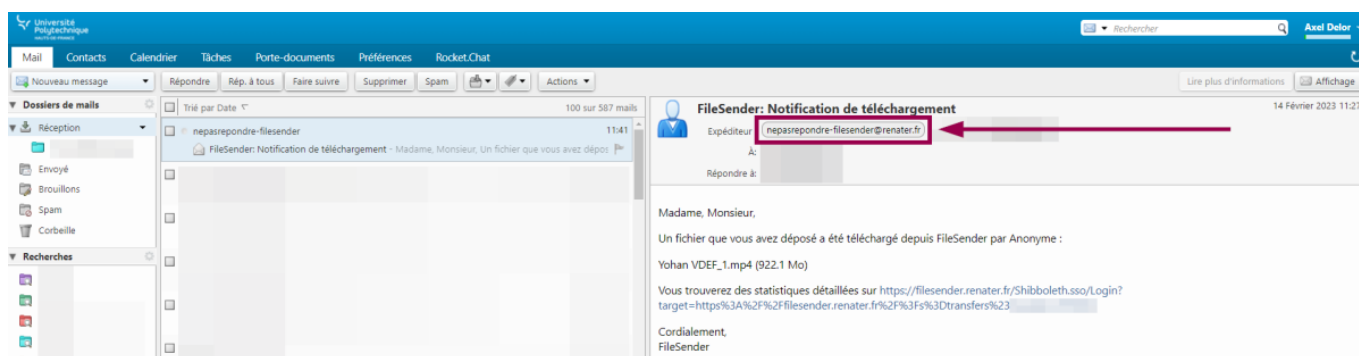 Université
Polytechnique
HAUTS-DE-FRANCE
Rechercher
Axel Delor
Mail Contacts Calendrier Tâches Porte-documents Préférences Rocket.Chat
Nouveau message Répondre Rép. à tous Faire suivre Supprimer Spam Actions Lire plus d'informations Affichage
Dossiers de mails
Réception
Envoyé
Brouillons
Spam
Corbeille
Recherches
Trié par Date 100 sur 587 mails
nepasrepondre-filesender 11:41
FileSender: Notification de téléchargement - Madame, Monsieur, Un fichier que vous avez dépos
FileSender: Notification de téléchargement 14 Février 2023 11:27
Expéditeur nepasrepondre-filesender@renater.fr
À:
Répondre à:
Madame, Monsieur,
Un fichier que vous avez déposé a été téléchargé depuis FileSender par Anonyme :
Yohan VDEF_1.mp4 (922.1 Mo)
Vous trouverez des statistiques détaillées sur https://filesender.renater.fr/Shibboleth.sso/Login?
target=https%3A%2F%2Ffilesender.renater.fr%2F%3Fs%3Dtransfers%23
Cordialement,
FileSender